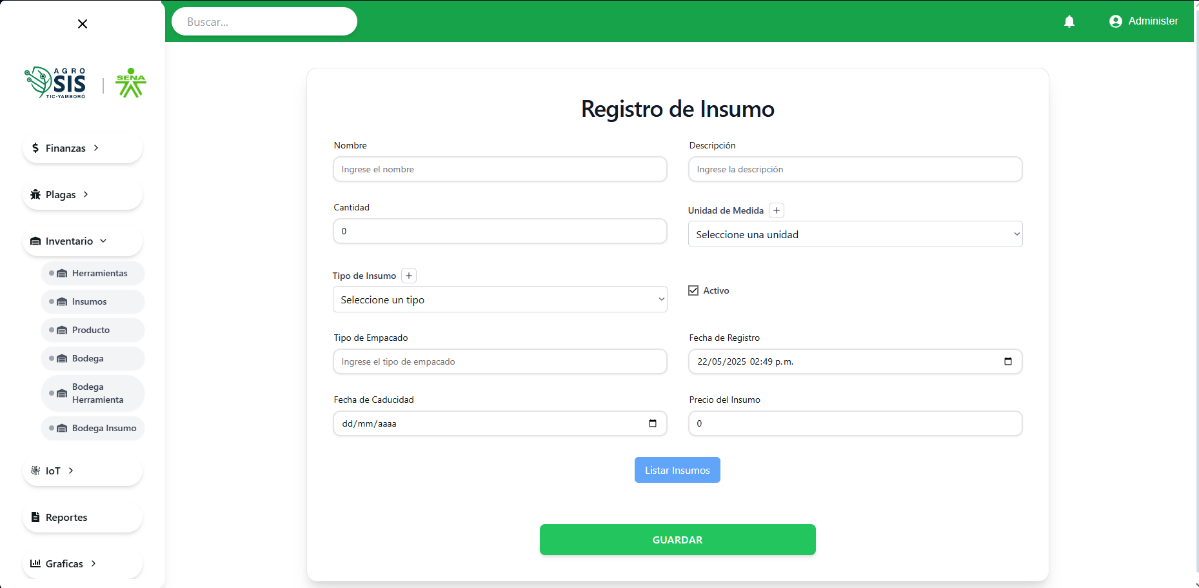 Buscar...
Administer
AGRO
SIS
TIC-YAMBORO
SENA
Finanzas
Plagas
Inventario
Herramientas
Insumos
Producto
Bodega
Bodega
Herramienta
Bodega Insumo
IoT
Reportes
Graficas
Registro de Insumo
Nombre
Ingrese el nombre
Descripción
Ingrese la descripción
Cantidad
0
Unidad de Medida +
Seleccione una unidad
Tipo de Insumo +
Seleccione un tipo
Activo
Tipo de Empacado
Ingrese el tipo de empacado
Fecha de Registro
22/05/2025 02:49 p.m.
Fecha de Caducidad
dd/mm/aaaa
Precio del Insumo
0
Listar Insumos
GUARDAR